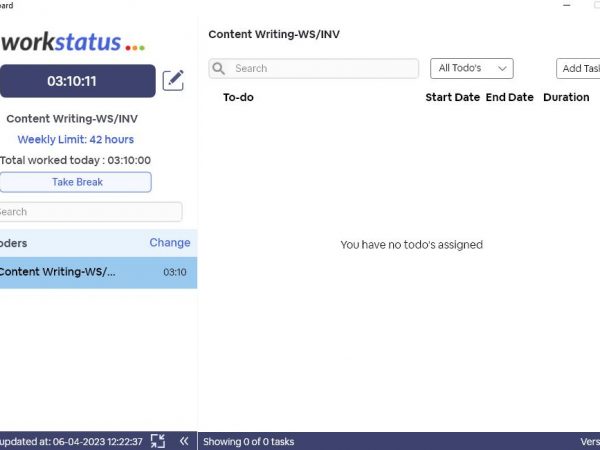 oard
workstatus
03:10:11
Content Writing-WS/INV
Weekly Limit: 42 hours
Total worked today : 03:10:00
Take Break
Search
oders
Change
Content Writing-WS/...
03:10
updated at: 06-04-2023 12:22:37
Content Writing-WS/INV
Search
All Todo's
Add Task
To-do
Start Date
End Date
Duration
You have no todo's assigned
Showing 0 of 0 tasks
Vers